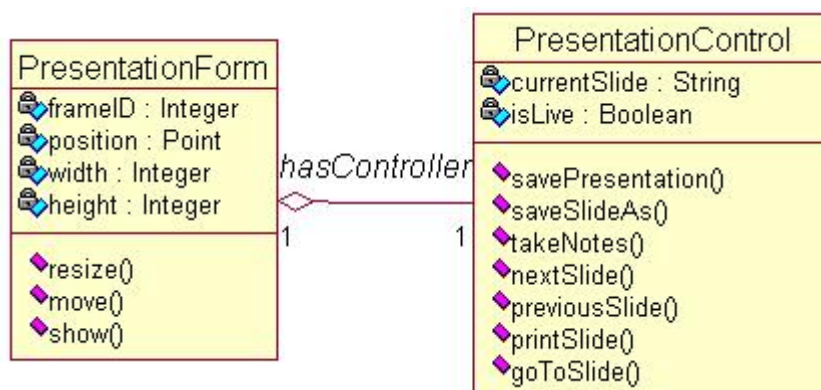 PresentationForm
frameID : Integer
position : Point
width : Integer
height : Integer
resize()
move()
show()
hasController
1
1
PresentationControl
currentSlide : String
isLive : Boolean
savePresentation()
saveSlideAs()
takeNotes()
nextSlide()
previousSlide()
printSlide()
goToSlide()